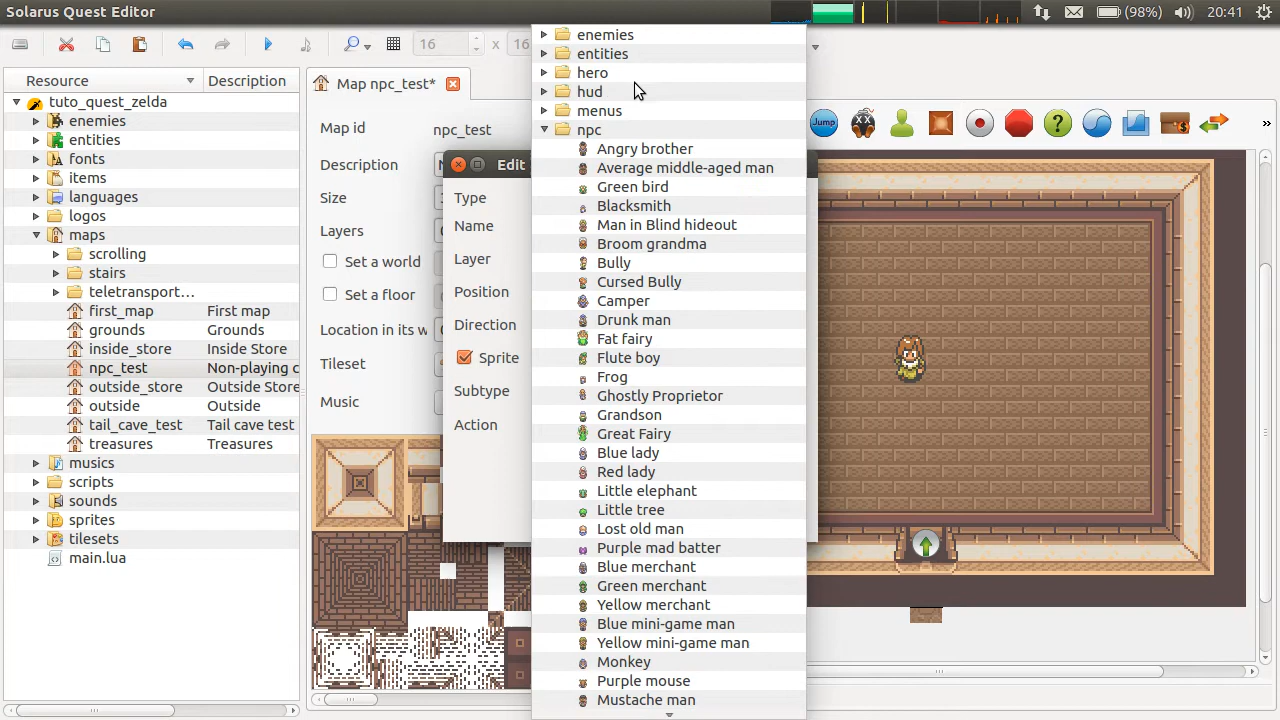 Solarus Quest Editor
(98%)
20:41
16
x
16
Resource
Description
tuto_quest_zelda
enemies
entities
fonts
items
languages
logos
maps
scrolling
stairs
teletransport...
first_map First map
grounds Grounds
inside_store Inside Store
npc_test Non-playing c
outside_store Outside Store
outside Outside
tail_cave_test Tail cave test
treasures Treasures
musics
scripts
sounds
sprites
tilesets
main.lua
Map npc_test*
Map id npc_test
Description
Size
Layers
Set a world
Set a floor
Location in its w
Tileset
Music
Edit
Type
Name
Layer
Position
Direction
Sprite
Subtype
Action
enemies
entities
hero
hud
menus
npc
Angry brother
Average middle-aged man
Green bird
Blacksmith
Man in Blind hideout
Broom grandma
Bully
Cursed Bully
Camper
Drunk man
Fat fairy
Flute boy
Frog
Ghostly Proprietor
Grandson
Great Fairy
Blue lady
Red lady
Little elephant
Little tree
Lost old man
Purple mad batter
Blue merchant
Green merchant
Yellow merchant
Blue mini-game man
Yellow mini-game man
Monkey
Purple mouse
Mustache man
Jump
?
$
»